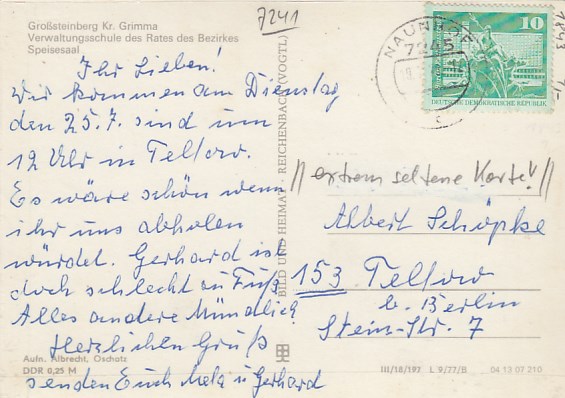 7241
Großsteinberg Kr. Grimma
Verwaltungsschule des Rates des Bezirkes
Speisesaal
Ihr Lieben!
Wir kommen am Dienstag
den 25.7. sind um
12 Uhr in Teltow.
Es wäre schön wenn
ihr uns abholen
würdet. Gerhard ist
doch schlecht zu Fuß
Alles andere Mündlich
Herzlichen Gruß
senden Euch Mela u Gerhard
Aufn. Albrecht, Oschatz
DDR 0,25 M
BILD UND HEIMAT REICHENBACH (VOGTL)
NAUNHOF
10
DEUTSCHE DEMOKRATISCHE REPUBLIK
//extrem seltene Karte!//
Albert Schöpke
153 Teltow
b. Berlin
Stein-Str. 7
III/18/197 L 9/77/B 04 13 07 210